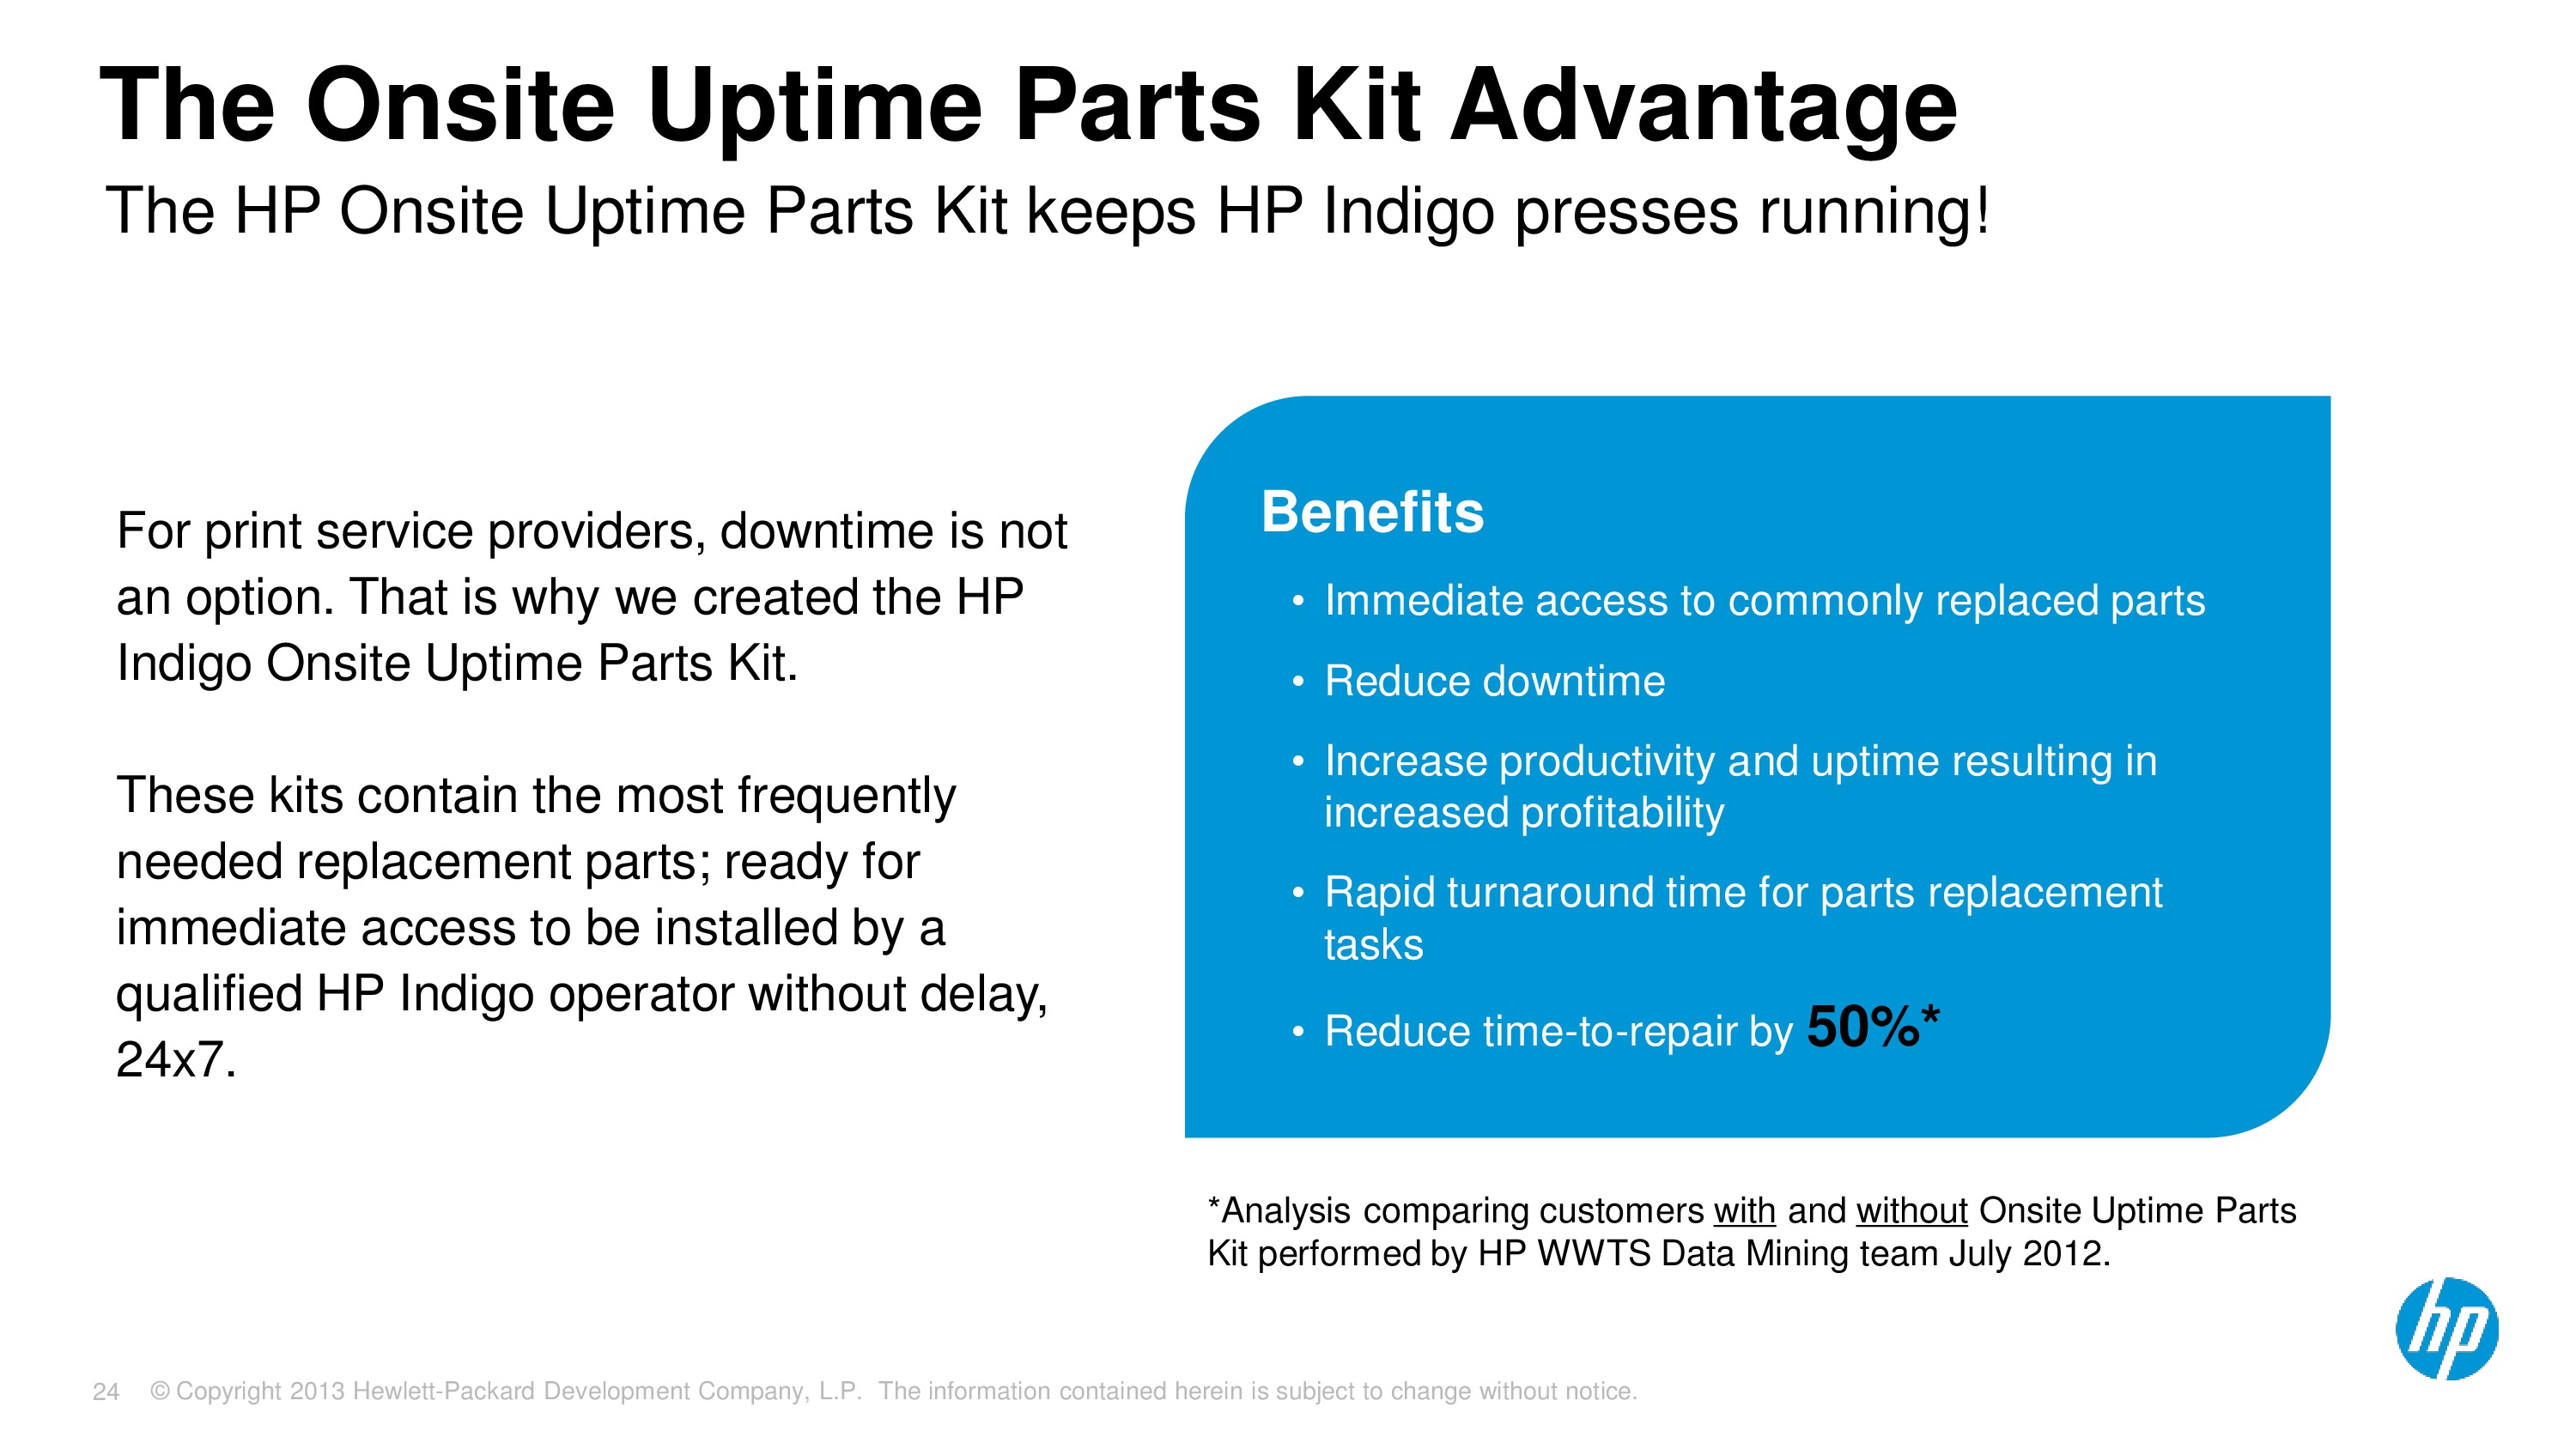 The Onsite Uptime Parts Kit Advantage
The HP Onsite Uptime Parts Kit keeps HP Indigo presses running!
For print service providers, downtime is not
an option. That is why we created the HP
Indigo Onsite Uptime Parts Kit.
These kits contain the most frequently
needed replacement parts; ready for
immediate access to be installed by a
qualified HP Indigo operator without delay,
24x7.
Benefits
• Immediate access to commonly replaced parts
• Reduce downtime
• Increase productivity and uptime resulting in
increased profitability
• Rapid turnaround time for parts replacement
tasks
• Reduce time-to-repair by 50%*
*Analysis comparing customers with and without Onsite Uptime Parts
Kit performed by HP WWTS Data Mining team July 2012.
hp
24 © Copyright 2013 Hewlett-Packard Development Company, L.P. The information contained herein is subject to change without notice.